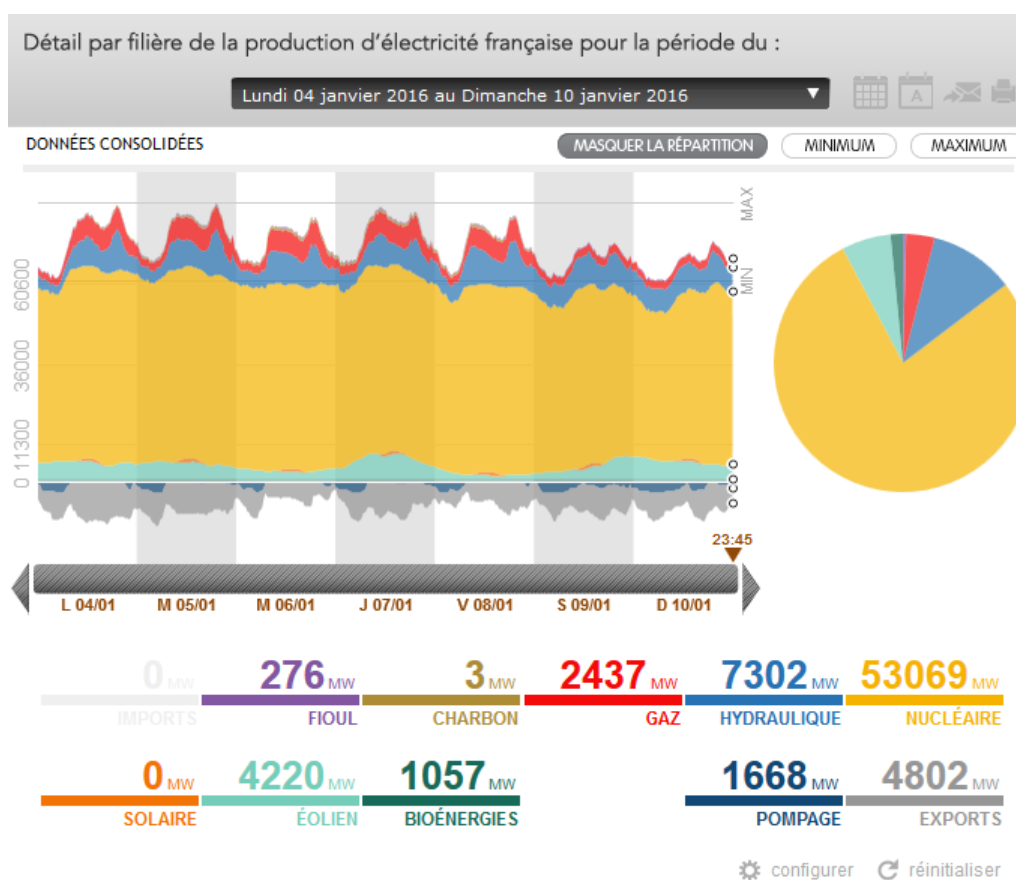 Détail par filière de la production d'électricité française pour la période du :
Lundi 04 janvier 2016 au Dimanche 10 janvier 2016
A
DONNÉES CONSOLIDÉES
MASQUER LA RÉPARTITION
MINIMUM
MAXIMUM
MAX
MIN
60600
36000
11300
0
23:45
L 04/01 M 05/01 M 06/01 J 07/01 V 08/01 S 09/01 D 10/01
0 MW 276 MW 3 MW 2437 MW 7302 MW 53069 MW
IMPORTS FIOUL CHARBON GAZ HYDRAULIQUE NUCLÉAIRE
0 MW 4220 MW 1057 MW 1668 MW 4802 MW
SOLAIRE ÉOLIEN BIOÉNERGIES POMPAGE EXPORTS
configurer réinitialiser